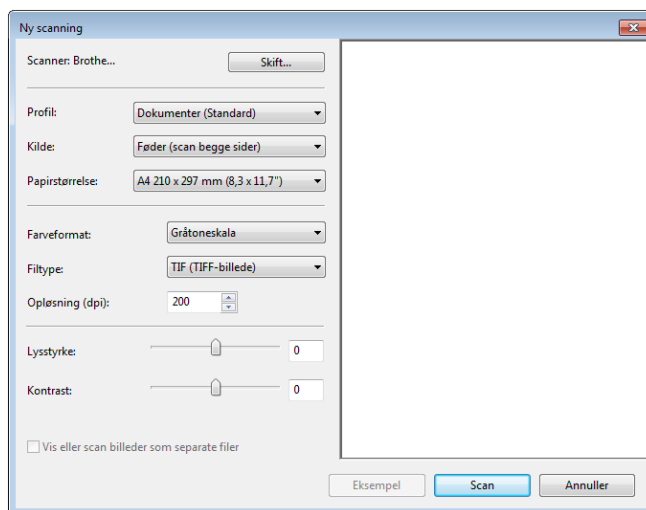 Ny scanning
Scanner: Brothe...
Skift...
Profil:
Dokumenter (Standard)
Kilde:
Føder (scan begge sider)
Papirstørrelse:
A4 210 x 297 mm (8,3 x 11,7")
Farveformat:
Gråtoneskala
Filtype:
TIF (TIFF-billede)
Opløsning (dpi):
200
Lysstyrke:
0
Kontrast:
0
Vis eller scan billeder som separate filer
Eksempel
Scan
Annuller